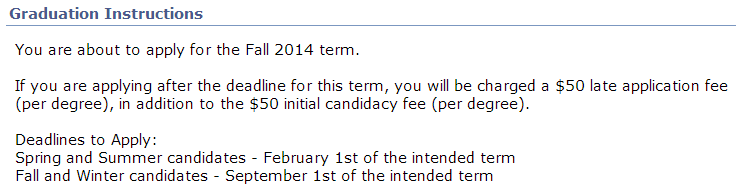 Graduation Instructions
You are about to apply for the Fall 2014 term.
If you are applying after the deadline for this term, you will be charged a $50 late application fee
(per degree), in addition to the $50 initial candidacy fee (per degree).
Deadlines to Apply:
Spring and Summer candidates - February 1st of the intended term
Fall and Winter candidates - September 1st of the intended term